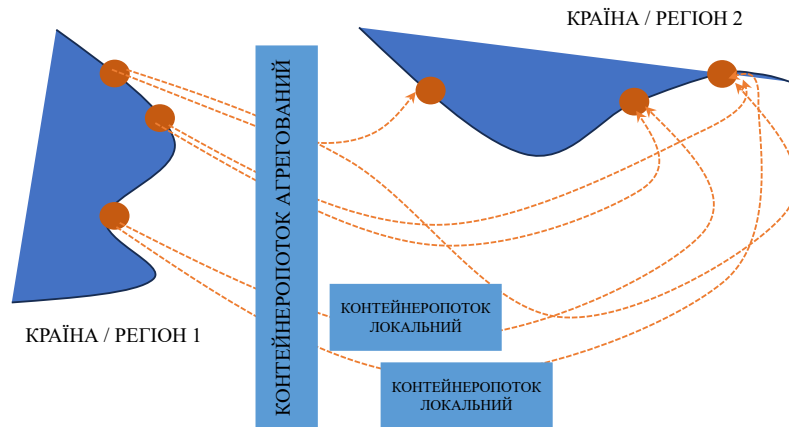 КРАЇНА / РЕГІОН 2
КОНТЕЙНЕРОПОТОК АГРЕГОВАНИЙ
КОНТЕЙНЕРОПОТОК
ЛОКАЛЬНИЙ
КРАЇНА / РЕГІОН 1
КОНТЕЙНЕРОПОТОК
ЛОКАЛЬНИЙ